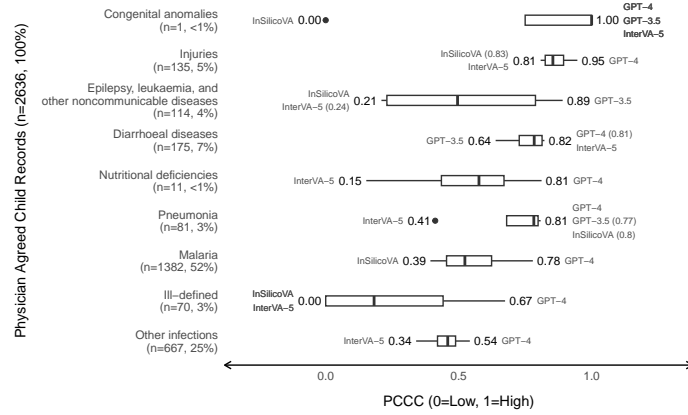 Physician Agreed Child Records (n=2636, 100%)
Congenital anomalies
(n=1, <1%)
InSilicoVA 0.00
1.00
GPT−4
GPT−3.5
InterVA−5
Injuries
(n=135, 5%)
InSilicoVA (0.83)
InterVA−5
0.81
0.95 GPT−4
Epilepsy, leukaemia, and
other noncommunicable diseases
(n=114, 4%)
InSilicoVA
InterVA−5 (0.24)
0.21
0.89 GPT−3.5
Diarrhoeal diseases
(n=175, 7%)
GPT−3.5 0.64
0.82
GPT−4 (0.81)
InterVA−5
Nutritional deficiencies
(n=11, <1%)
InterVA−5 0.15
0.81 GPT−4
Pneumonia
(n=81, 3%)
InterVA−5 0.41
0.81
GPT−4
GPT−3.5 (0.77)
InSilicoVA (0.8)
Malaria
(n=1382, 52%)
InSilicoVA 0.39
0.78 GPT−4
Ill−defined
(n=70, 3%)
InSilicoVA
InterVA−5
0.00
0.67 GPT−4
Other infections
(n=667, 25%)
InterVA−5 0.34
0.54 GPT−4
0.0 0.5 1.0
PCCC (0=Low, 1=High)